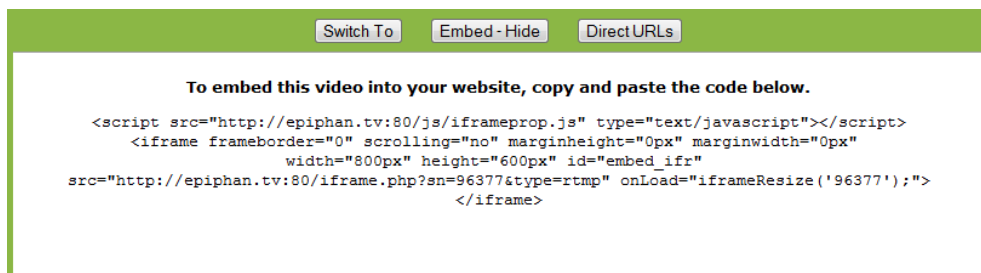 Switch To Embed - Hide Direct URLs
To embed this video into your website, copy and paste the code below.
<script src="http://epiphan.tv:80/js/iframeprop.js" type="text/javascript"></script>
<iframe frameborder="0" scrolling="no" marginheight="0px" marginwidth="0px"
width="800px" height="600px" id="embed_ifr"
src="http://epiphan.tv:80/iframe.php?sn=96377&type=rtmp" onLoad="iframeResize('96377');">
</iframe>